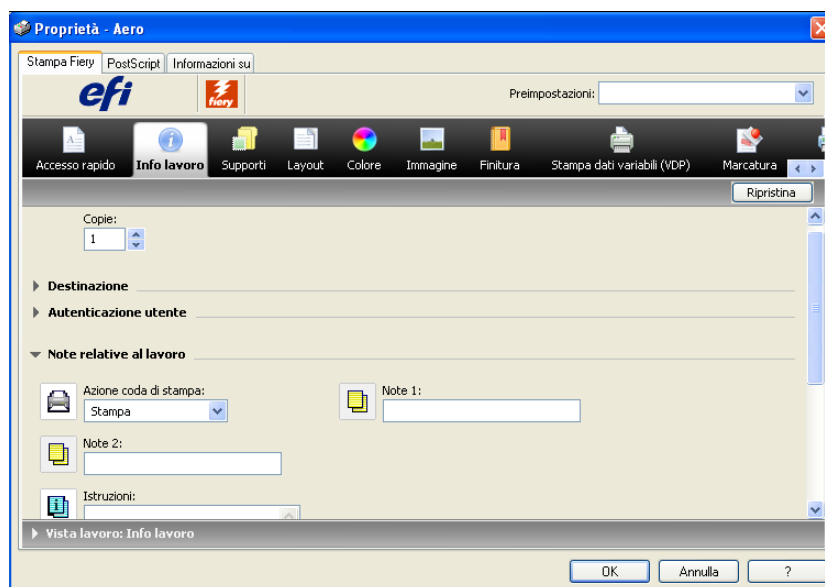 Proprietà - Aero
Stampa Fiery PostScript Informazioni su
efi fiery Preimpostazioni:
Accesso rapido Info lavoro Supporti Layout Colore Immagine Finitura Stampa dati variabili (VDP) Marcatura
Ripristina
Copie:
1
Destinazione
Autenticazione utente
Note relative al lavoro
Azione coda di stampa: Note 1:
Stampa
Note 2:
Istruzioni:
Vista lavoro: Info lavoro
OK Annulla ?